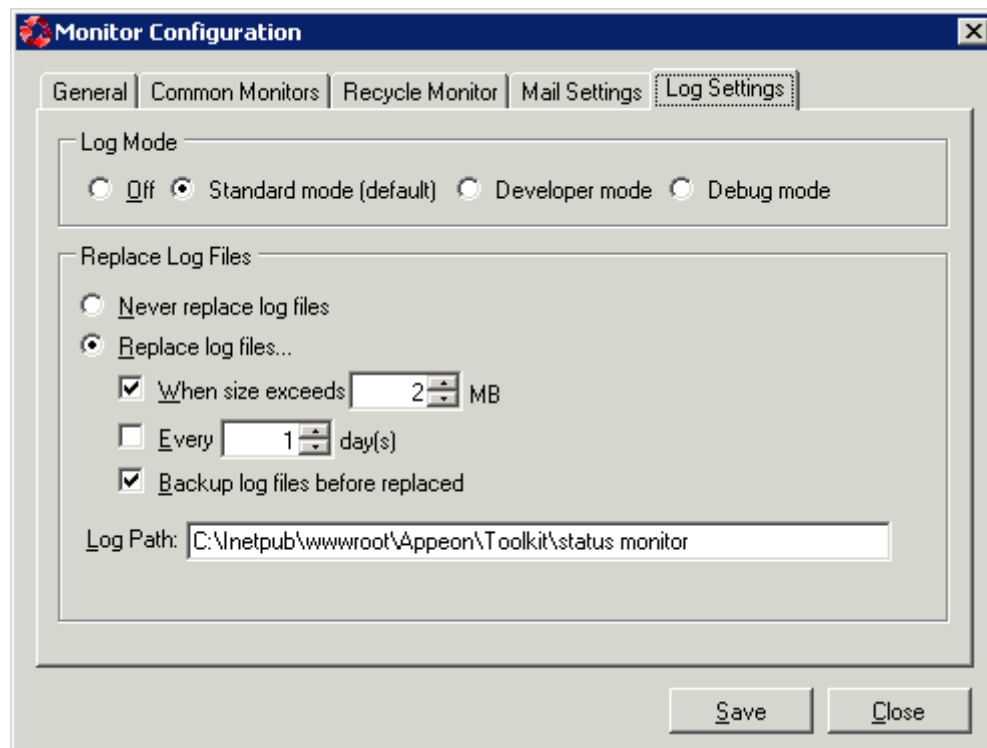 Monitor Configuration
General Common Monitors Recycle Monitor Mail Settings Log Settings
Log Mode
Off Standard mode (default) Developer mode Debug mode
Replace Log Files
Never replace log files
Replace log files...
When size exceeds 2 MB
Every 1 day(s)
Backup log files before replaced
Log Path: C:\Inetpub\wwwroot\Appeon\Toolkit\status monitor
Save Close